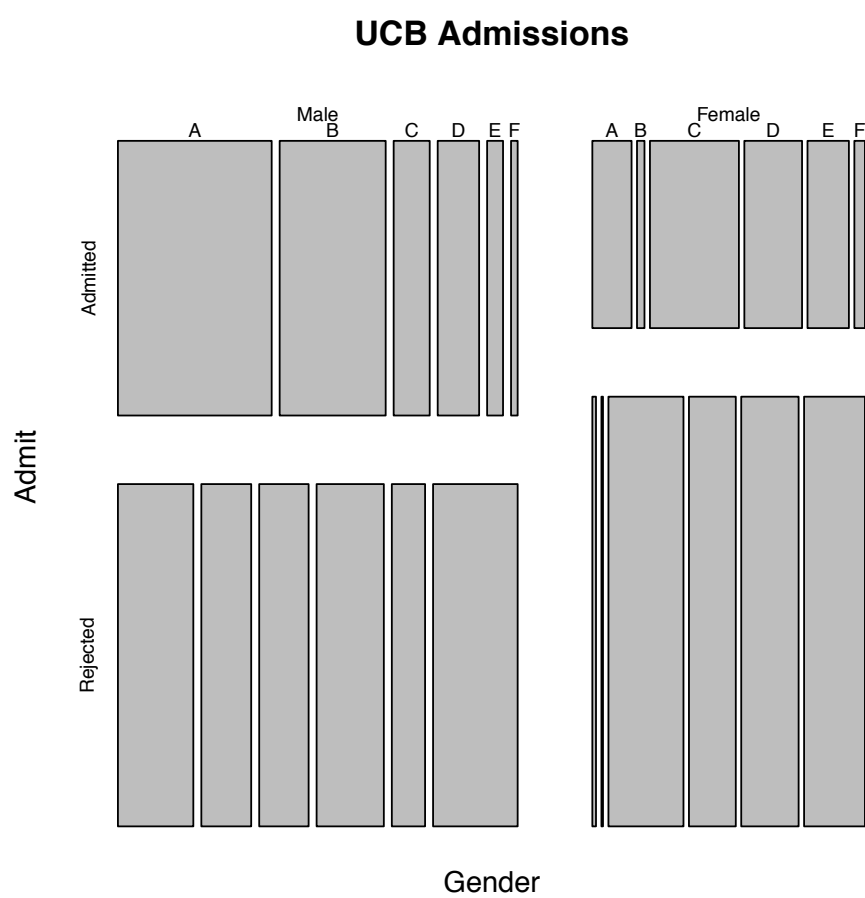 UCB Admissions
Male Female
A B C D E F A B C D E F
Admitted
Admit
Rejected
Gender